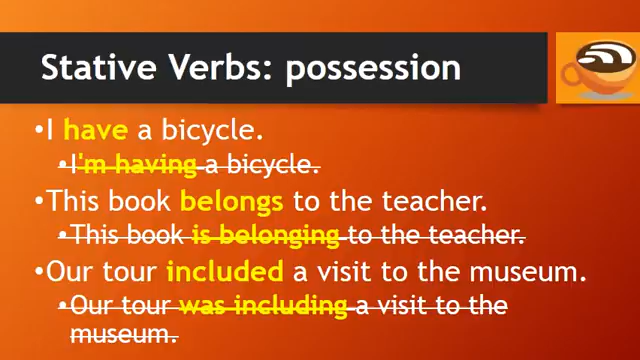 Stative Verbs: possession
•I have a bicycle.
•I'm having a bicycle.
•This book belongs to the teacher.
•This book is belonging to the teacher.
•Our tour included a visit to the museum.
•Our tour was including a visit to the
museum.